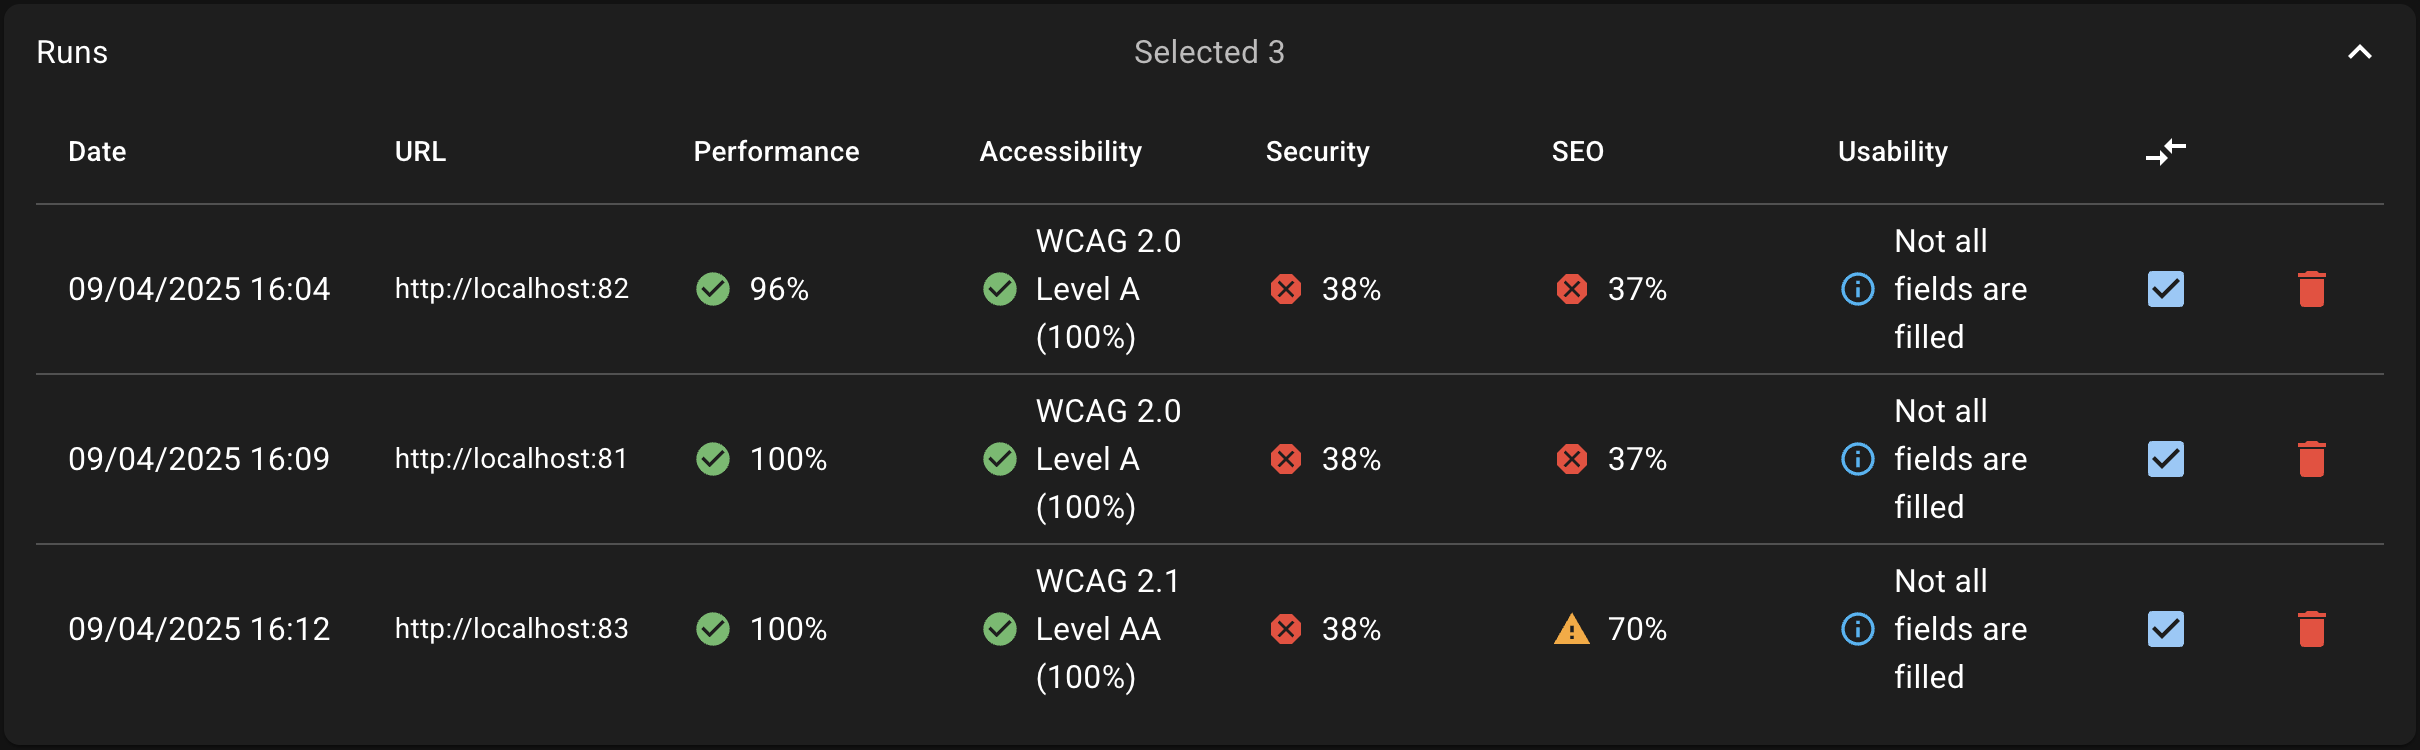 Runs
Selected 3
Date URL Performance Accessibility Security SEO Usability
09/04/2025 16:04 http://localhost:82 96% WCAG 2.0 Level A (100%) 38% 37% Not all fields are filled
09/04/2025 16:09 http://localhost:81 100% WCAG 2.0 Level A (100%) 38% 37% Not all fields are filled
09/04/2025 16:12 http://localhost:83 100% WCAG 2.1 Level AA (100%) 38% 70% Not all fields are filled